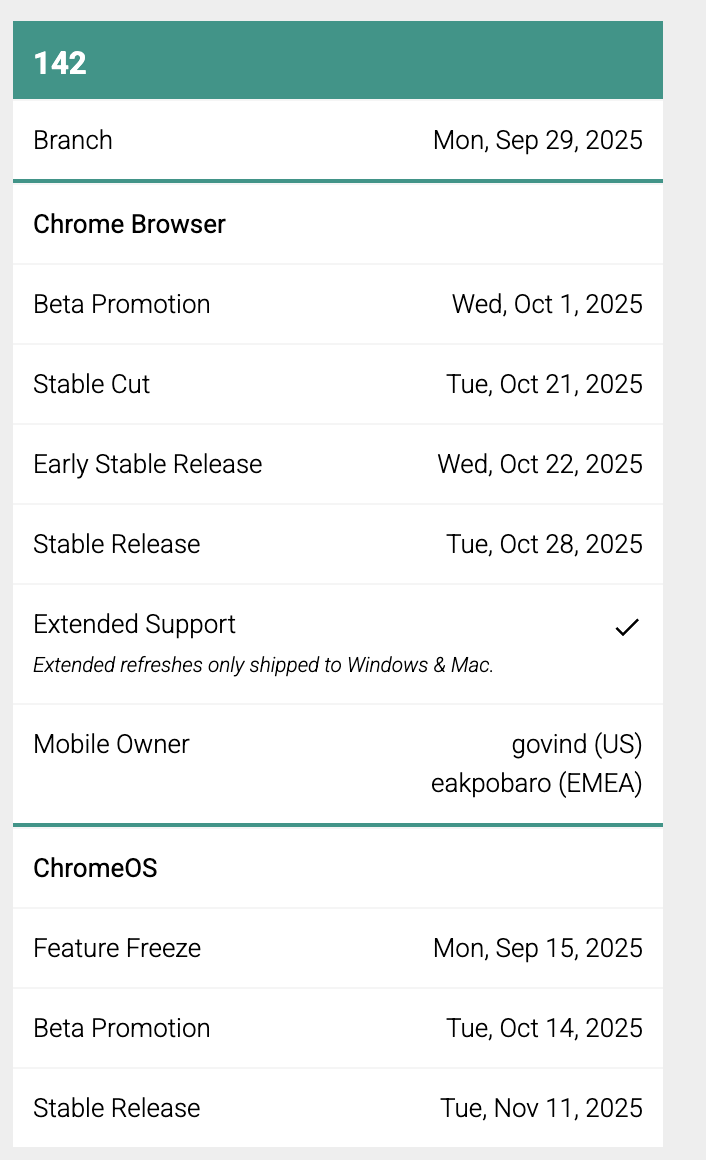 142
Branch Mon, Sep 29, 2025
Chrome Browser
Beta Promotion Wed, Oct 1, 2025
Stable Cut Tue, Oct 21, 2025
Early Stable Release Wed, Oct 22, 2025
Stable Release Tue, Oct 28, 2025
Extended Support ✓
Extended refreshes only shipped to Windows & Mac.
Mobile Owner govind (US)
eakpobaro (EMEA)
ChromeOS
Feature Freeze Mon, Sep 15, 2025
Beta Promotion Tue, Oct 14, 2025
Stable Release Tue, Nov 11, 2025